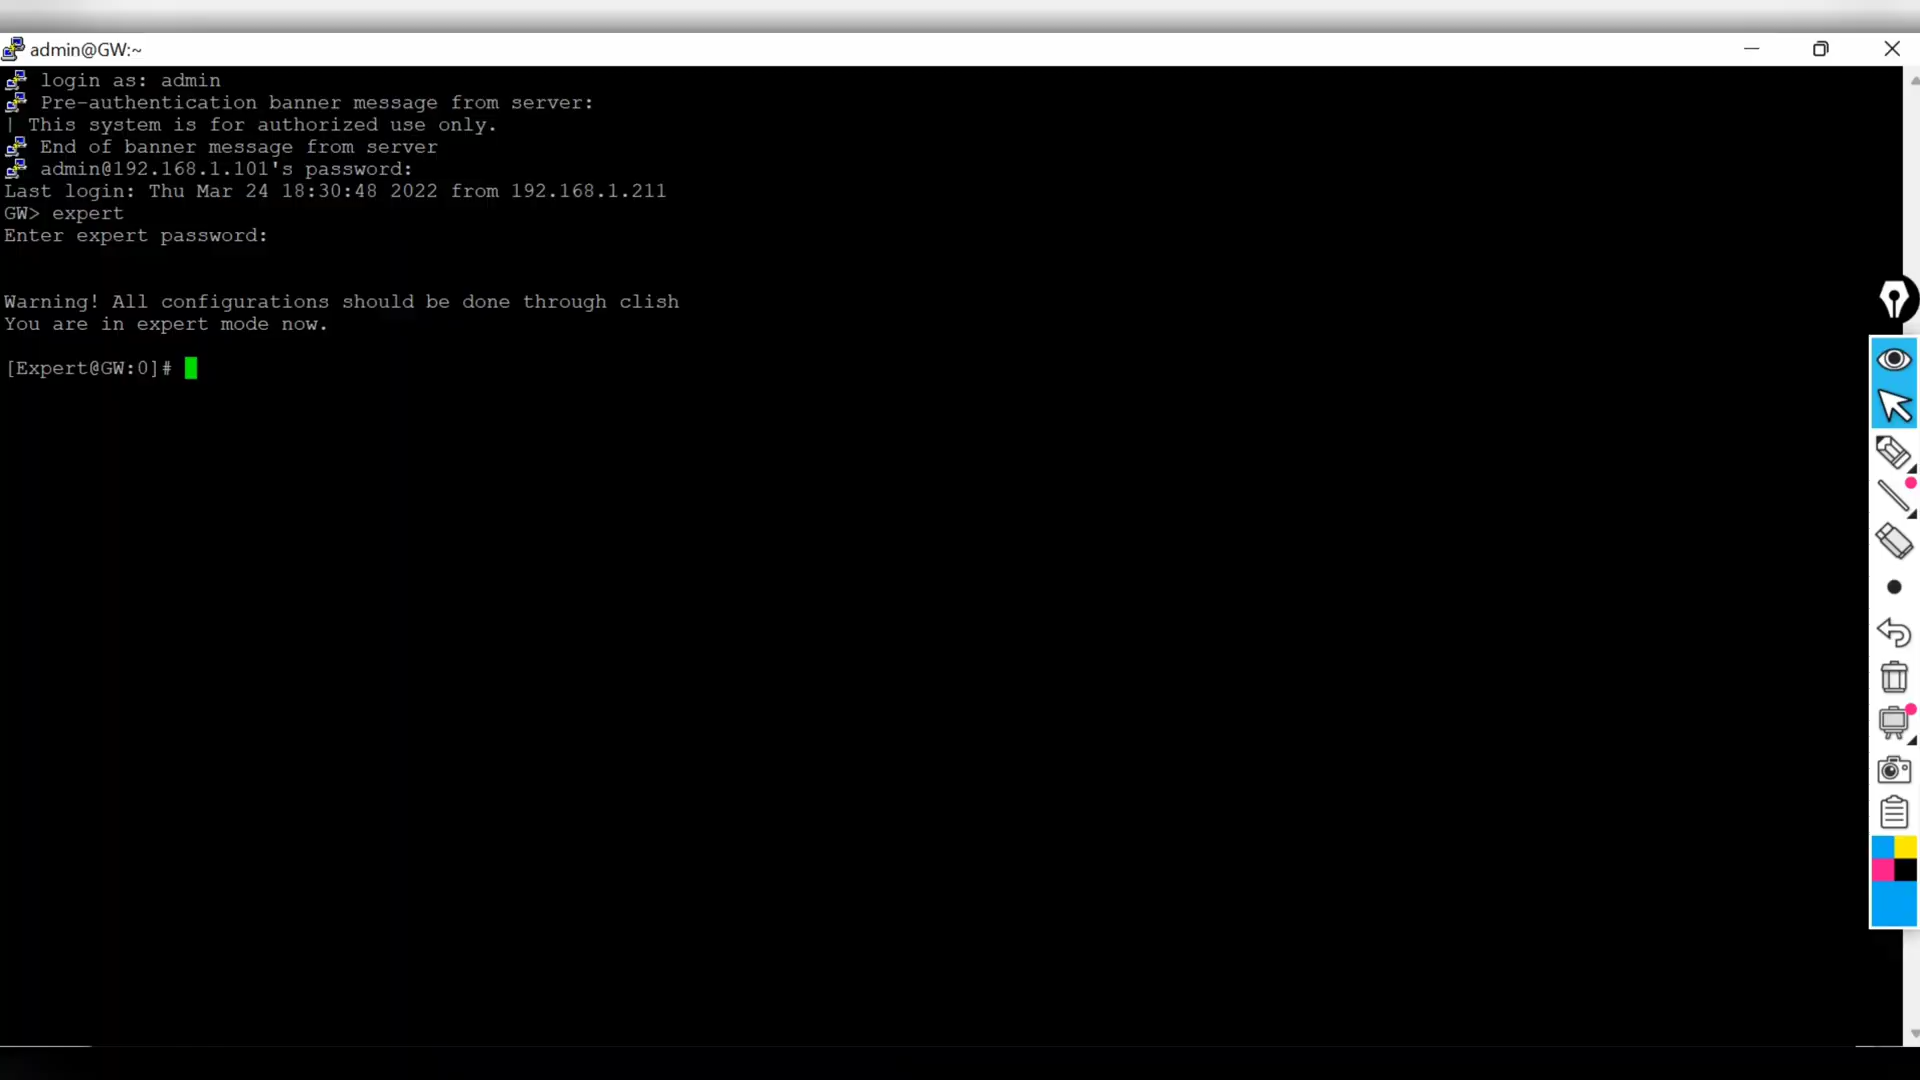 admin@GW:~
login as: admin
Pre-authentication banner message from server:
| This system is for authorized use only.
End of banner message from server
admin@192.168.1.101's password:
Last login: Thu Mar 24 18:30:48 2022 from 192.168.1.211
GW> expert
Enter expert password:
Warning! All configurations should be done through clish
You are in expert mode now.
[Expert@GW:0]#